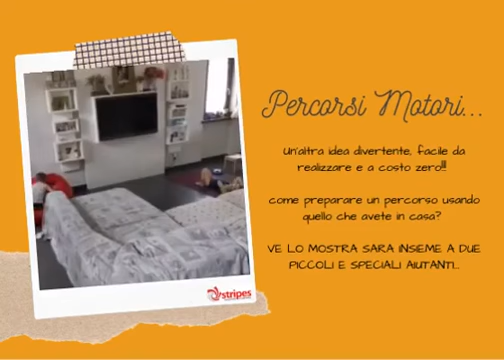 Percorsi Motori...
Un'altra idea divertente, facile da
realizzare e a costo zero!!!
come preparare un percorso usando
quello che avete in casa?
VE LO MOSTRA SARA INSIEME A DUE
PICCOLI E SPECIALI AIUTANTI...
stripes